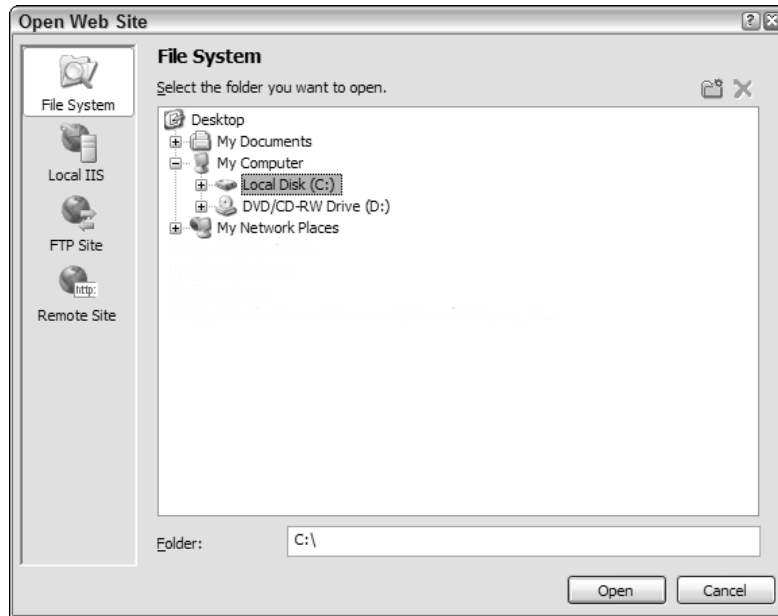 Open Web Site
File System
Select the folder you want to open.
File System
Local IIS
FTP Site
http:
Remote Site
Desktop
My Documents
My Computer
Local Disk (C:)
DVD/CD-RW Drive (D:)
My Network Places
Folder:
C:\
Open
Cancel